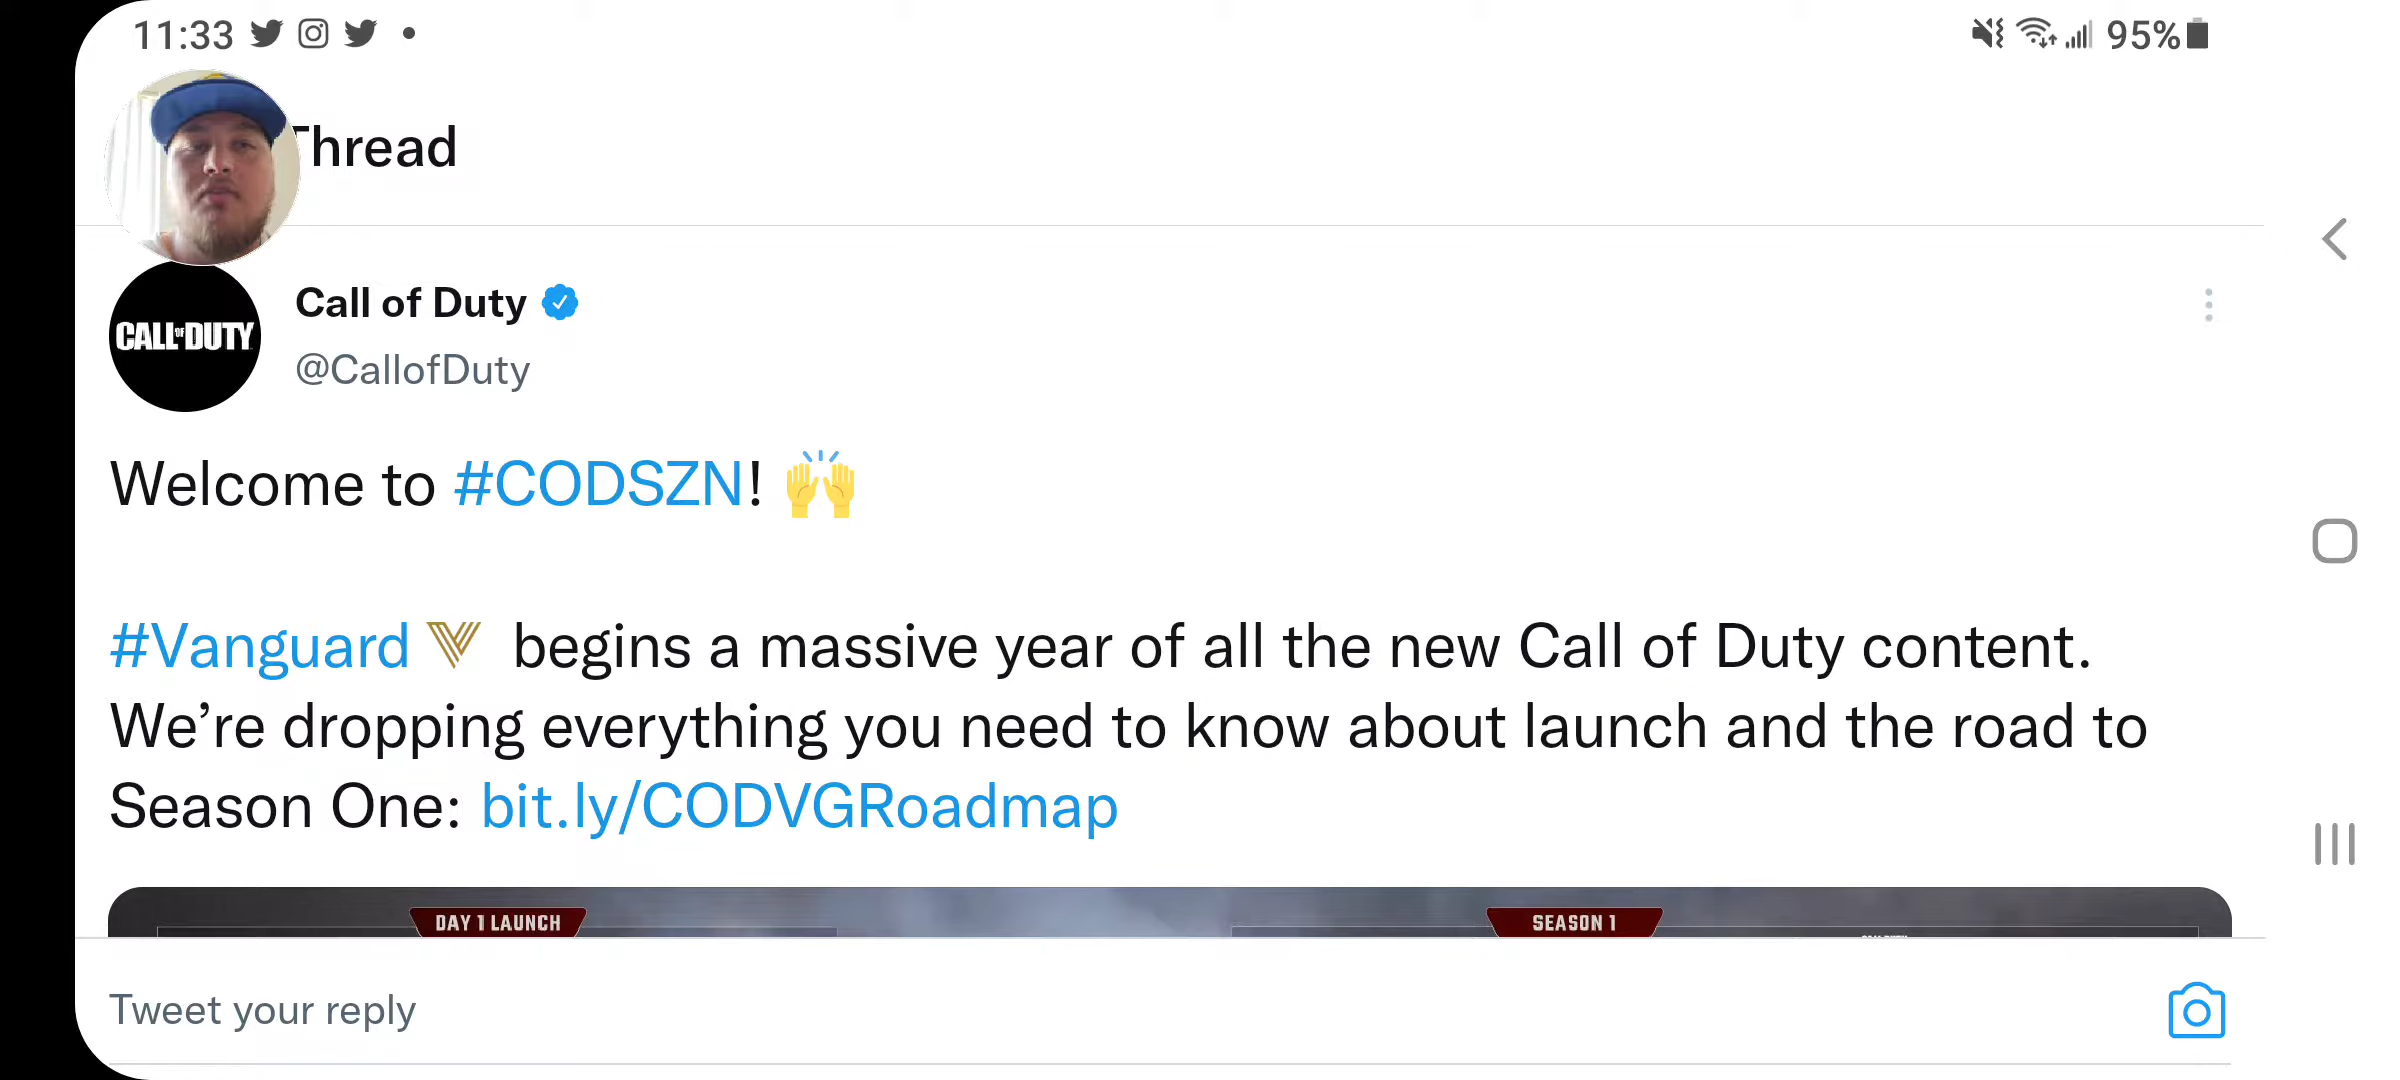 11:33
95%
Thread
CALL OF DUTY
Call of Duty
@CallofDuty
Welcome to #CODSZN! 🙌
#Vanguard begins a massive year of all the new Call of Duty content.
We’re dropping everything you need to know about launch and the road to
Season One: bit.ly/CODVGRoadmap
DAY 1 LAUNCH
SEASON 1
Tweet your reply